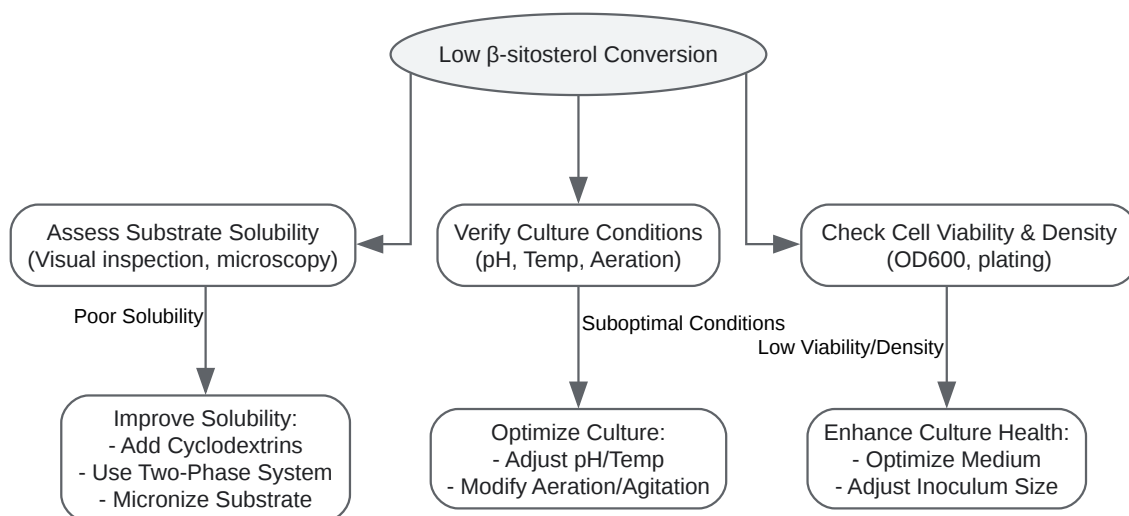 Low β-sitosterol Conversion
Assess Substrate Solubility
(Visual inspection, microscopy)
Verify Culture Conditions
(pH, Temp, Aeration)
Check Cell Viability & Density
(OD600, plating)
Poor Solubility
Suboptimal Conditions
Low Viability/Density
Improve Solubility:
- Add Cyclodextrins
- Use Two-Phase System
- Micronize Substrate
Optimize Culture:
- Adjust pH/Temp
- Modify Aeration/Agitation
Enhance Culture Health:
- Optimize Medium
- Adjust Inoculum Size